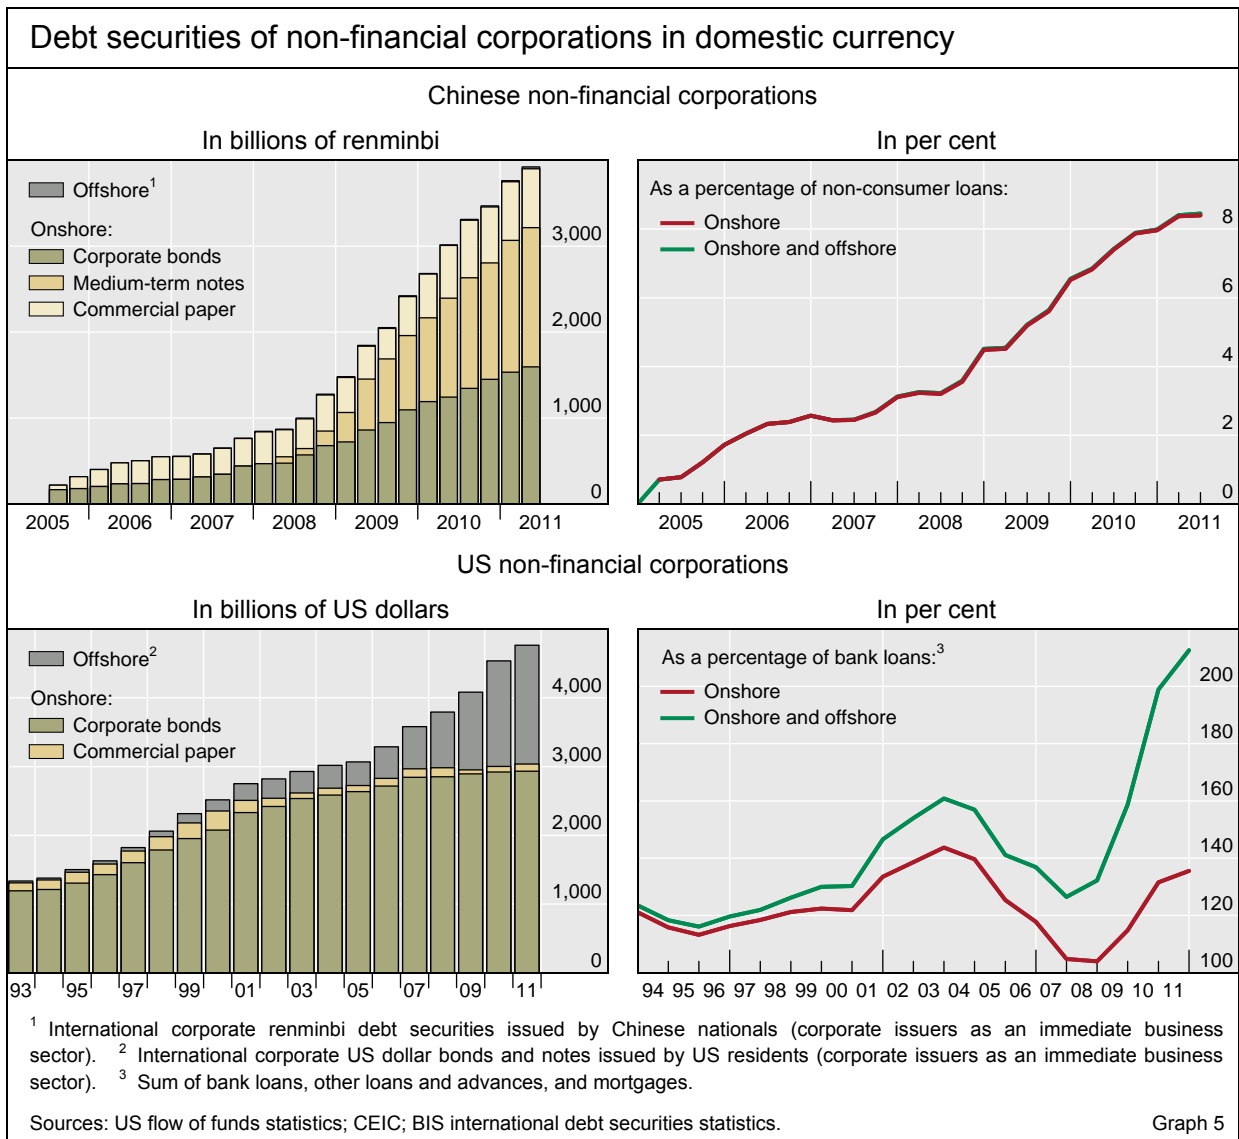 Debt securities of non-financial corporations in domestic currency
Chinese non-financial corporations
In billions of renminbi
Offshore1
Onshore:
Corporate bonds
Medium-term notes
Commercial paper
3,000
2,000
1,000
0
2005 2006 2007 2008 2009 2010 2011
In per cent
As a percentage of non-consumer loans:
Onshore
Onshore and offshore
8
6
4
2
0
2005 2006 2007 2008 2009 2010 2011
US non-financial corporations
In billions of US dollars
Offshore2
Onshore:
Corporate bonds
Commercial paper
4,000
3,000
2,000
1,000
0
93 95 97 99 01 03 05 07 09 11
In per cent
As a percentage of bank loans:3
Onshore
Onshore and offshore
200
180
160
140
120
100
94 95 96 97 98 99 00 01 02 03 04 05 06 07 08 09 10 11
1 International corporate renminbi debt securities issued by Chinese nationals (corporate issuers as an immediate business
sector). 2 International corporate US dollar bonds and notes issued by US residents (corporate issuers as an immediate business
sector). 3 Sum of bank loans, other loans and advances, and mortgages.
Sources: US flow of funds statistics; CEIC; BIS international debt securities statistics. Graph 5